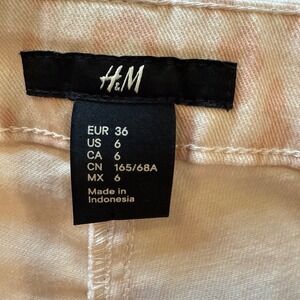 H&M
EUR 36
US 6
CA 6
CN 165/68A
MX 6
Made in
Indonesia